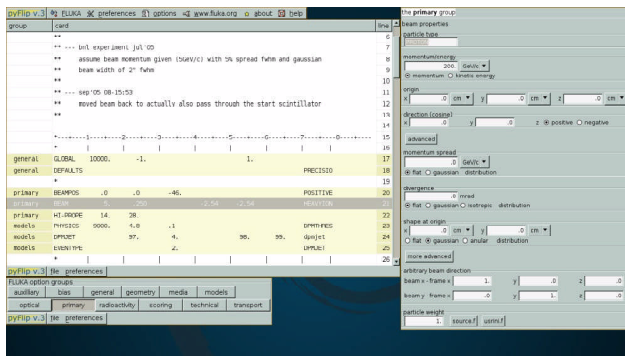 pyFlip v.3 FLUKA preferences options www.fluka.org about help
group card line
** 6
** --- bnl experiment jul'05 7
** assume beam momentum given (5GeV/c) with 5% spread fwhm and gaussian 8
** beam width of 2" fwhm 9
** 10
** --- sep'05 08-15:53 11
** moved beam back to actually also pass through the start scintillator 12
** 13
14
*...+....1....+....2....+....3....+....4....+....5....+....6....+....7....+....8....+.... 15
* | | | | | | | | 16
general GLOBAL 10000. -1. 1. 17
general DEFAULTS PRECISIO 18
* 19
primary BEAMPOS .0 .0 -46. POSITIVE 20
primary BEAM 5. .255 -2.54 -2.54 HEAVYION 21
primary HI-PROPE 14. 28. 22
models PHYSICS 9000. 4.0 .1 DPMTHRES 23
models DPMJET 97. 4. 98. 99. dpmjet 24
models EVENTYPE 2. DPMJET 25
* | | | | | | | | 26
pyFlip v.3 file preferences
FLUKA option groups
auxilliary bias general geometry media models
optical primary radioactivity scoring technical transport
pyFlip v.3 file preferences
the primary group
beam properties
particle type
momentum/energy
200. GeV/c
momentum kinetic energy
origin
x .0 cm y .0 cm z .0 cm
direction (cosine)
x .0 y .0 z positive negative
advanced
momentum spread
.0 GeV/c
flat gaussian distribution
divergence
.0 mrad
flat gaussian isotropic distribution
shape at origin
x .0 cm y .0 cm
flat gaussian anular distribution
more advanced
arbitrary beam direction
beam x - frame x 1. y .0 z .0
beam y - frame x .0 y 1. z .0
particle weight
1. source.f usrini.f